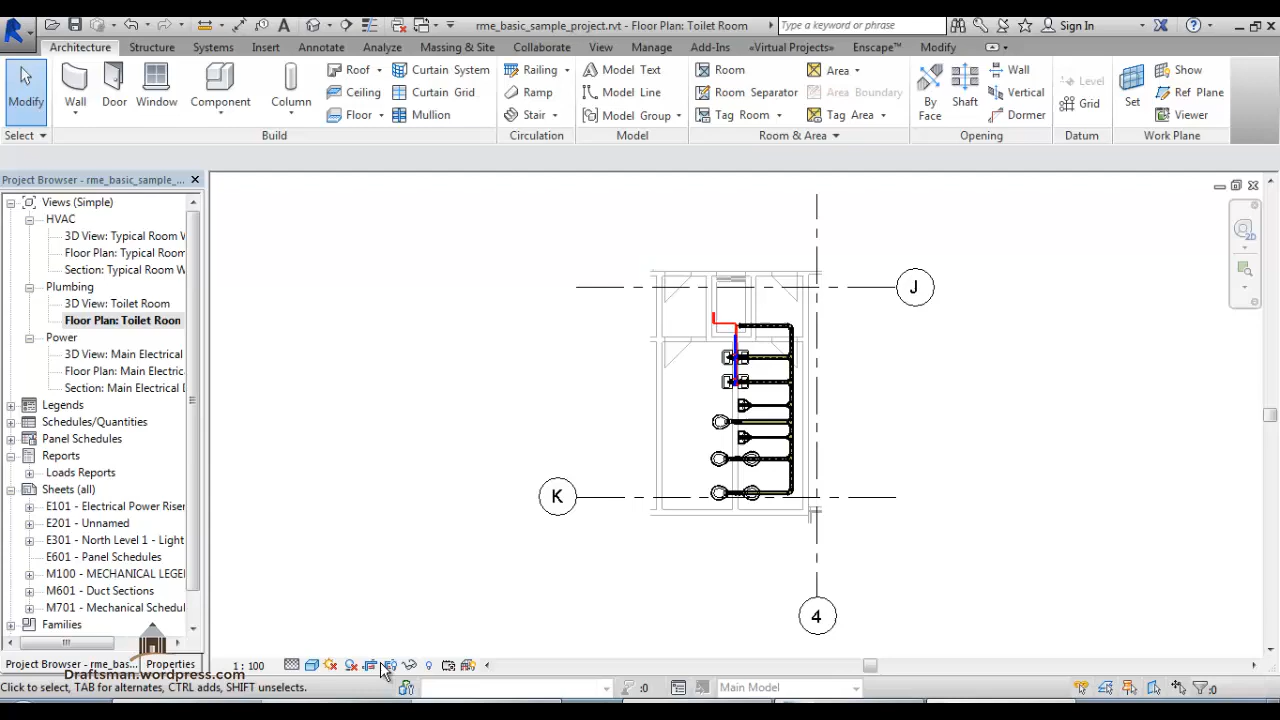 rme_basic_sample_project.rvt - Floor Plan: Toilet Room
Type a keyword or phrase
Sign In
Architecture Structure Systems Insert Annotate Analyze Massing & Site Collaborate View Manage Add-Ins «Virtual Projects» Enscape™ Modify
Modify
Select
Wall
Door
Window
Component
Column
Roof
Ceiling
Floor
Curtain System
Curtain Grid
Mullion
Build
Railing
Ramp
Stair
Circulation
Model Text
Model Line
Model Group
Model
Room
Room Separator
Tag Room
Area
Area Boundary
Tag Area
Room & Area
By
Face
Shaft
Wall
Vertical
Dormer
Opening
Level
Grid
Datum
Set
Show
Ref Plane
Viewer
Work Plane
Project Browser - rme_basic_sample_...
Views (Simple)
HVAC
3D View: Typical Room W
Floor Plan: Typical Room
Section: Typical Room W
Plumbing
3D View: Toilet Room
Floor Plan: Toilet Roon
Power
3D View: Main Electrical
Floor Plan: Main Electrical
Section: Main Electrical D
Legends
Schedules/Quantities
Panel Schedules
Reports
Loads Reports
Sheets (all)
E101 - Electrical Power Riser
E201 - Unnamed
E301 - North Level 1 - Light
E601 - Panel Schedules
M100 - MECHANICAL LEGE
M601 - Duct Sections
M701 - Mechanical Schedul
Families
Project Browser - rme_bas... Properties
Draftsman.wordpress.com
J
K
4
2D
1 : 100
Click to select, TAB for alternates, CTRL adds, SHIFT unselects.
:0
Main Model
:0